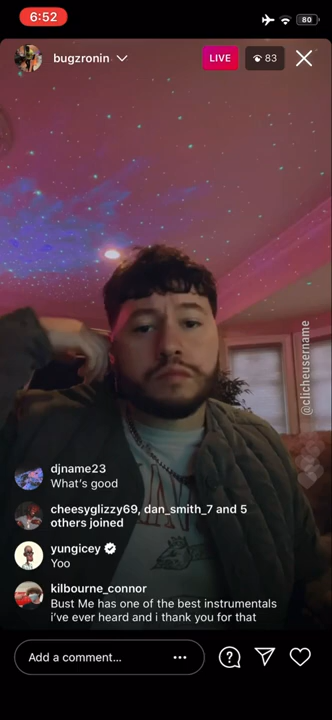 6:52
80
bugzronin
LIVE
83
@clicheusername
djname23
What's good
cheesyglizzy69, dan_smith_7 and 5
others joined
yungicey
Yoo
kilbourne_connor
Bust Me has one of the best instrumentals
i've ever heard and i thank you for that
Add a comment...